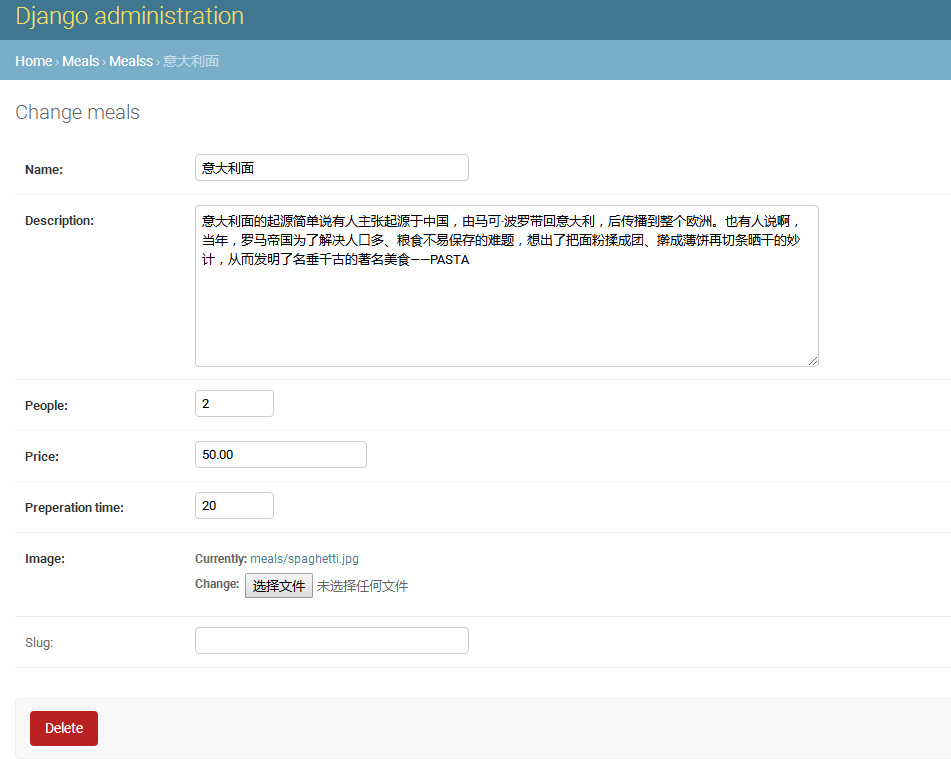 Django administration
Home › Meals › Mealss › 意大利面
Change meals
Name:
意大利面
Description:
意大利面的起源简单说有人主张起源于中国，由马可·波罗带回意大利，后传播到整个欧洲。也有人说啊，
当年，罗马帝国为了解决人口多、粮食不易保存的难题，想出了把面粉揉成团、擀成薄饼再切条晒干的妙
计，从而发明了名垂千古的著名美食——PASTA
People:
2
Price:
50.00
Preperation time:
20
Image:
Currently: meals/spaghetti.jpg
Change: 选择文件 未选择任何文件
Slug:
Delete